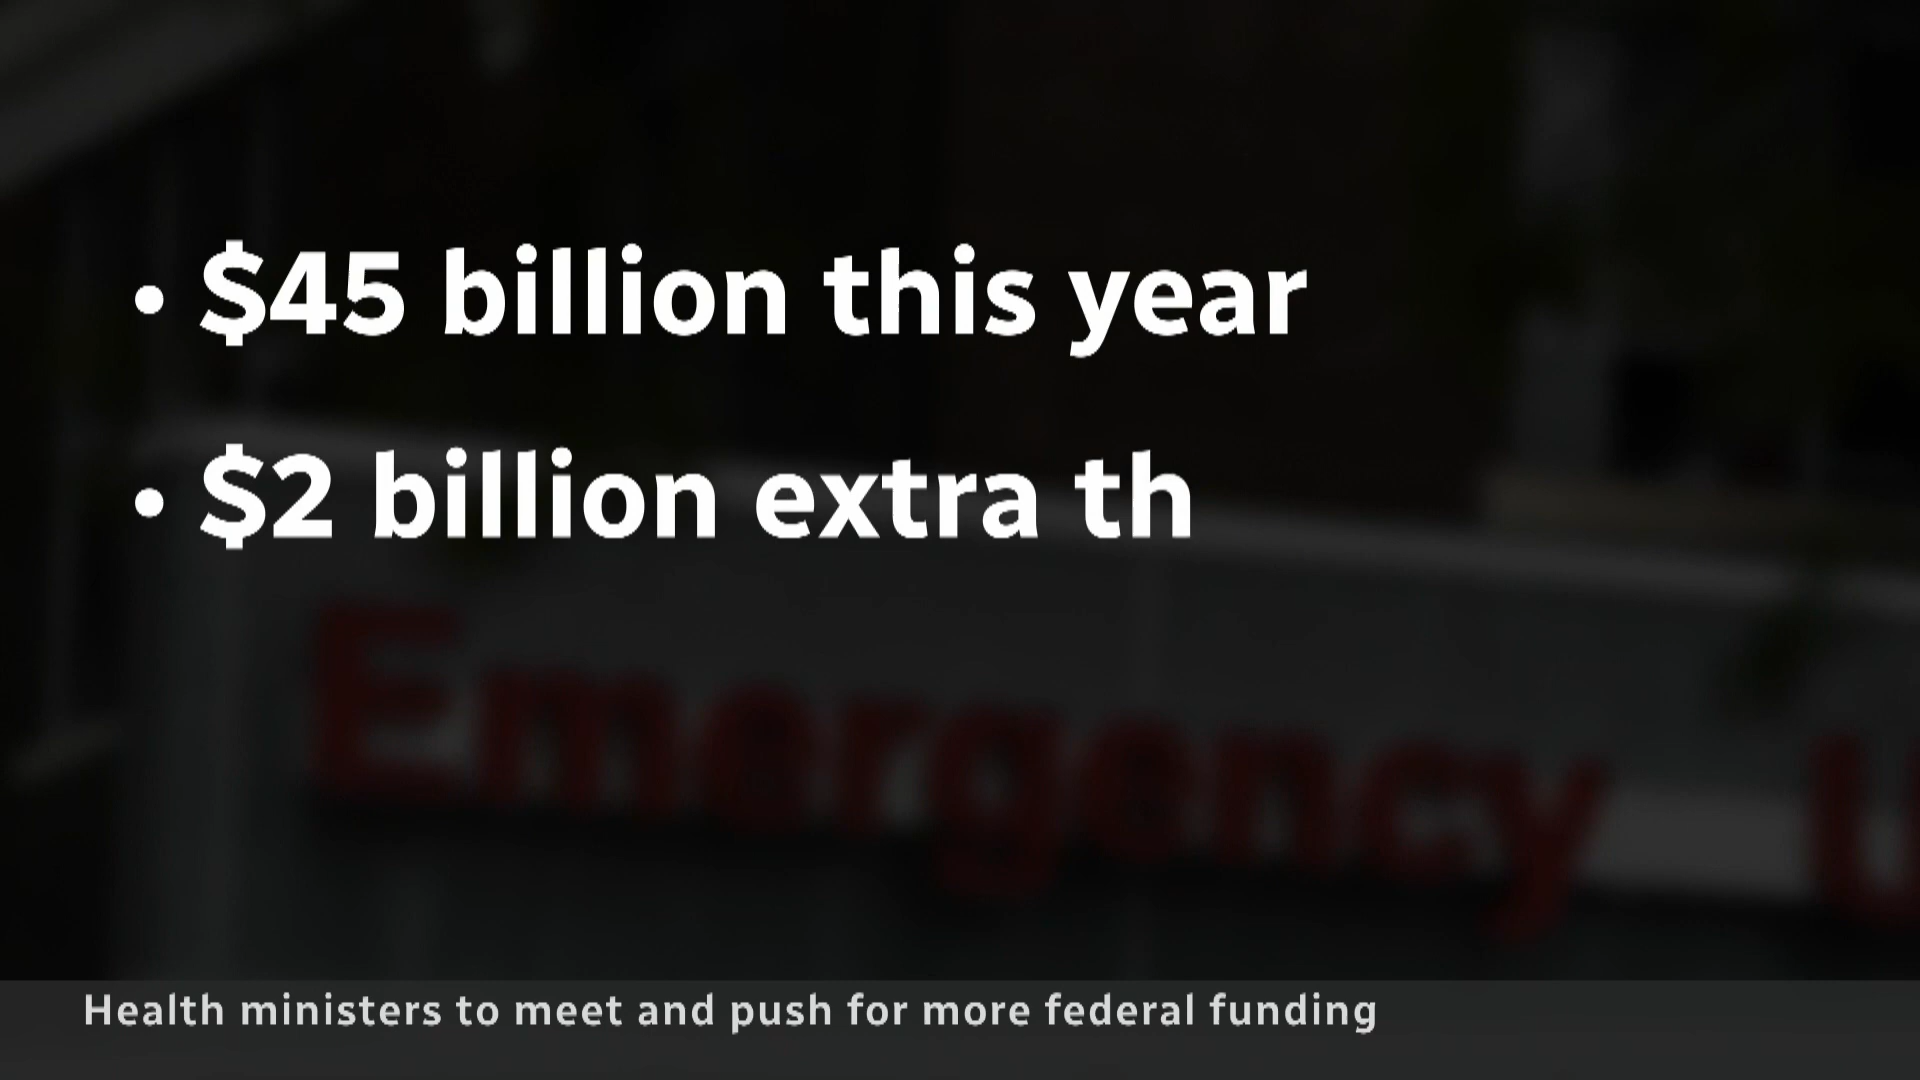 • $45 billion this year
• $2 billion extra th
Emergency
Health ministers to meet and push for more federal funding